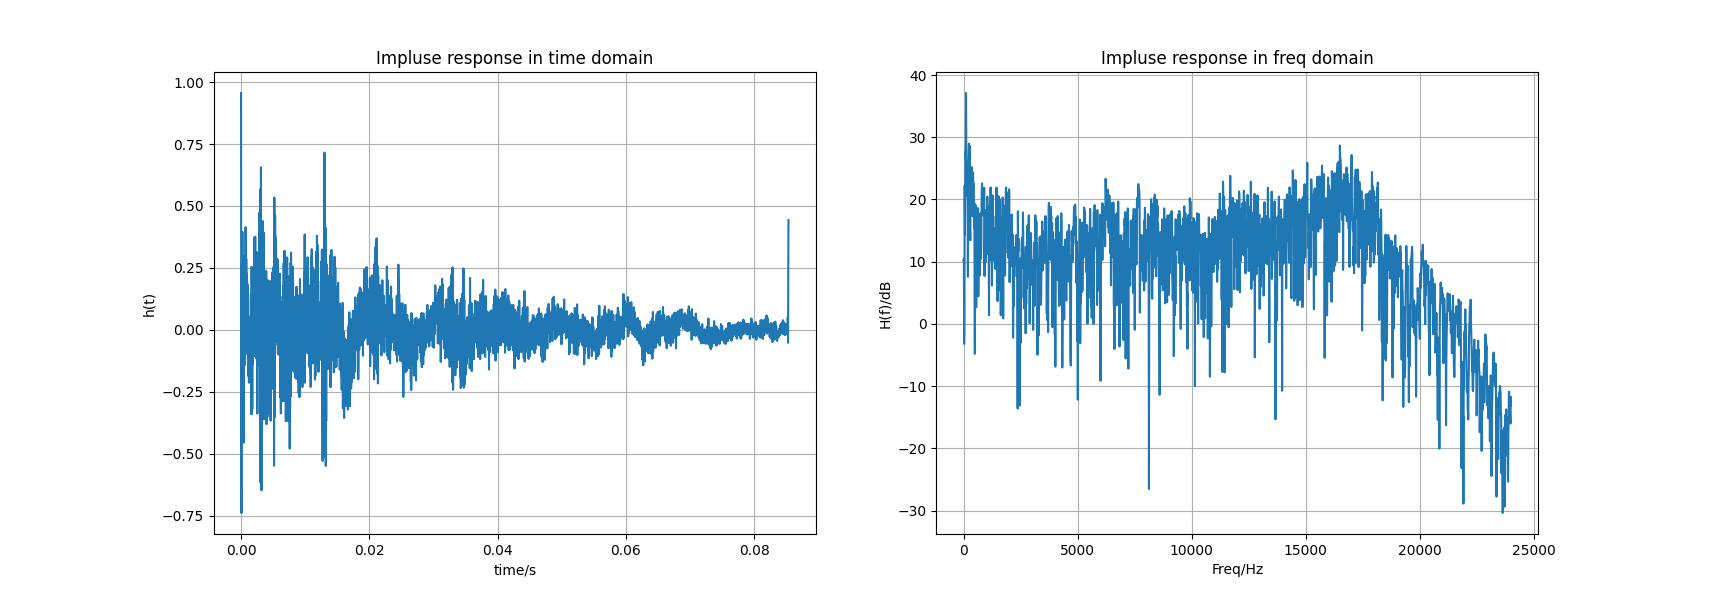 Impluse response in time domain
1.00
0.75
0.50
0.25
0.00
−0.25
−0.50
−0.75
h(t)
0.00 0.02 0.04 0.06 0.08
time/s
Impluse response in freq domain
40
30
20
10
0
−10
−20
−30
H(f)/dB
0 5000 10000 15000 20000 25000
Freq/Hz